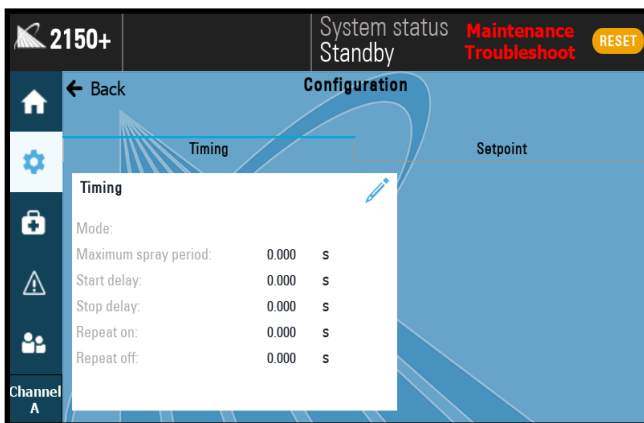 2150+
System status
Standby
Maintenance
Troubleshoot
RESET
Back
Configuration
Timing
Setpoint
Timing
Mode:
Maximum spray period: 0.000 s
Start delay: 0.000 s
Stop delay: 0.000 s
Repeat on: 0.000 s
Repeat off: 0.000 s
Channel
A